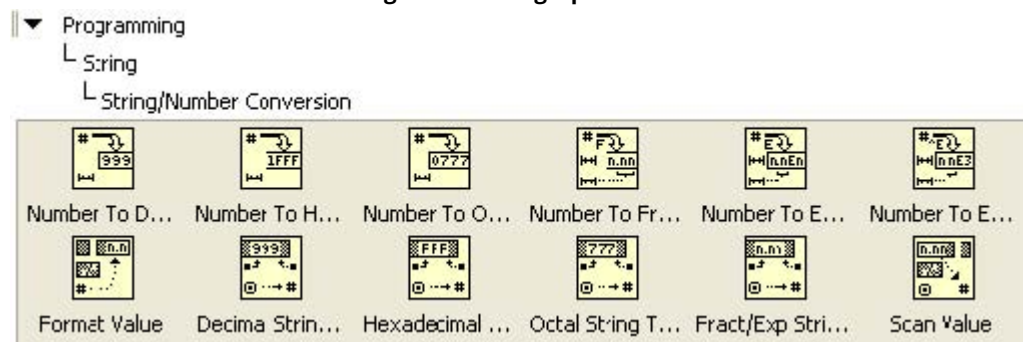 Programming
String
String/Number Conversion
# 999
# 1FFF
# 0777
#F n.nn
#E n.nEn
#^E n.nE3
Number To D... Number To H... Number To O... Number To Fr... Number To E... Number To E...
n.n % #
999 #
FFF #
777 #
n.n #
n.n % #
Format Value Decima Strin... Hexadecimal ... Octal String T... Fract/Exp Stri... Scan Value